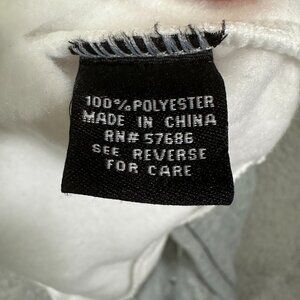 100% POLYESTER
MADE IN CHINA
RN# 57686
SEE REVERSE
FOR CARE